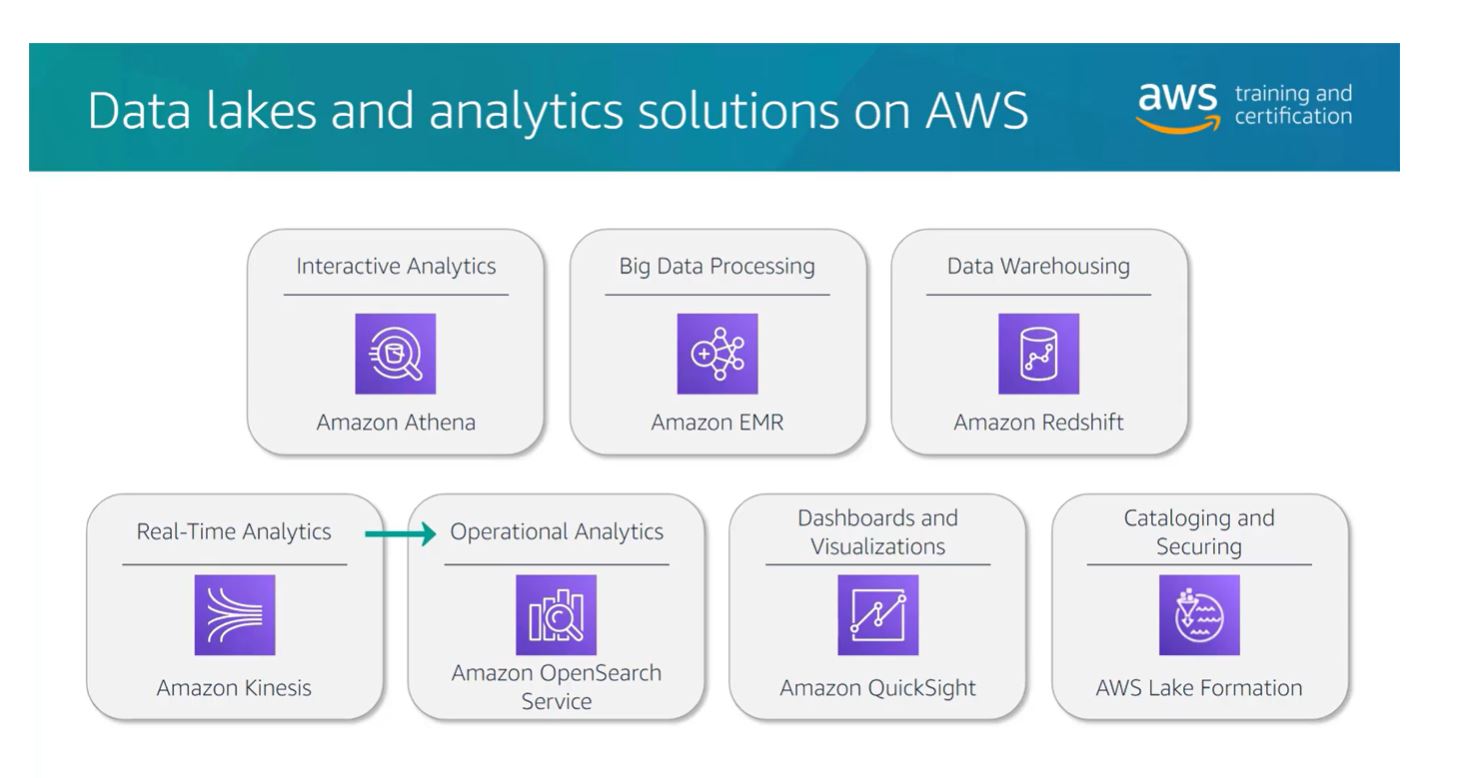 Data lakes and analytics solutions on AWS
aws training and
certification
Interactive Analytics
Amazon Athena
Big Data Processing
Amazon EMR
Data Warehousing
Amazon Redshift
Real-Time Analytics
Amazon Kinesis
Operational Analytics
Amazon OpenSearch
Service
Dashboards and
Visualizations
Amazon QuickSight
Cataloging and
Securing
AWS Lake Formation